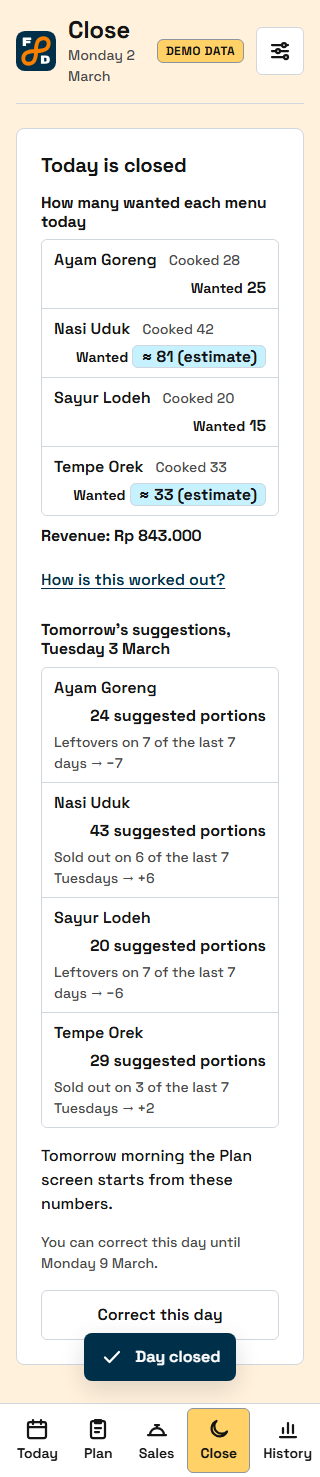 F
D
Close
Monday 2
March
DEMO DATA
Today is closed
How many wanted each menu
today
Ayam Goreng Cooked 28
Wanted 25
Nasi Uduk Cooked 42
Wanted ≈ 81 (estimate)
Sayur Lodeh Cooked 20
Wanted 15
Tempe Orek Cooked 33
Wanted ≈ 33 (estimate)
Revenue: Rp 843.000
How is this worked out?
Tomorrow's suggestions,
Tuesday 3 March
Ayam Goreng
24 suggested portions
Leftovers on 7 of the last 7
days → −7
Nasi Uduk
43 suggested portions
Sold out on 6 of the last 7
Tuesdays → +6
Sayur Lodeh
20 suggested portions
Leftovers on 7 of the last 7
days → −6
Tempe Orek
29 suggested portions
Sold out on 3 of the last 7
Tuesdays → +2
Tomorrow morning the Plan
screen starts from these
numbers.
You can correct this day until
Monday 9 March.
Correct this day
Day closed
Today Plan Sales Close History